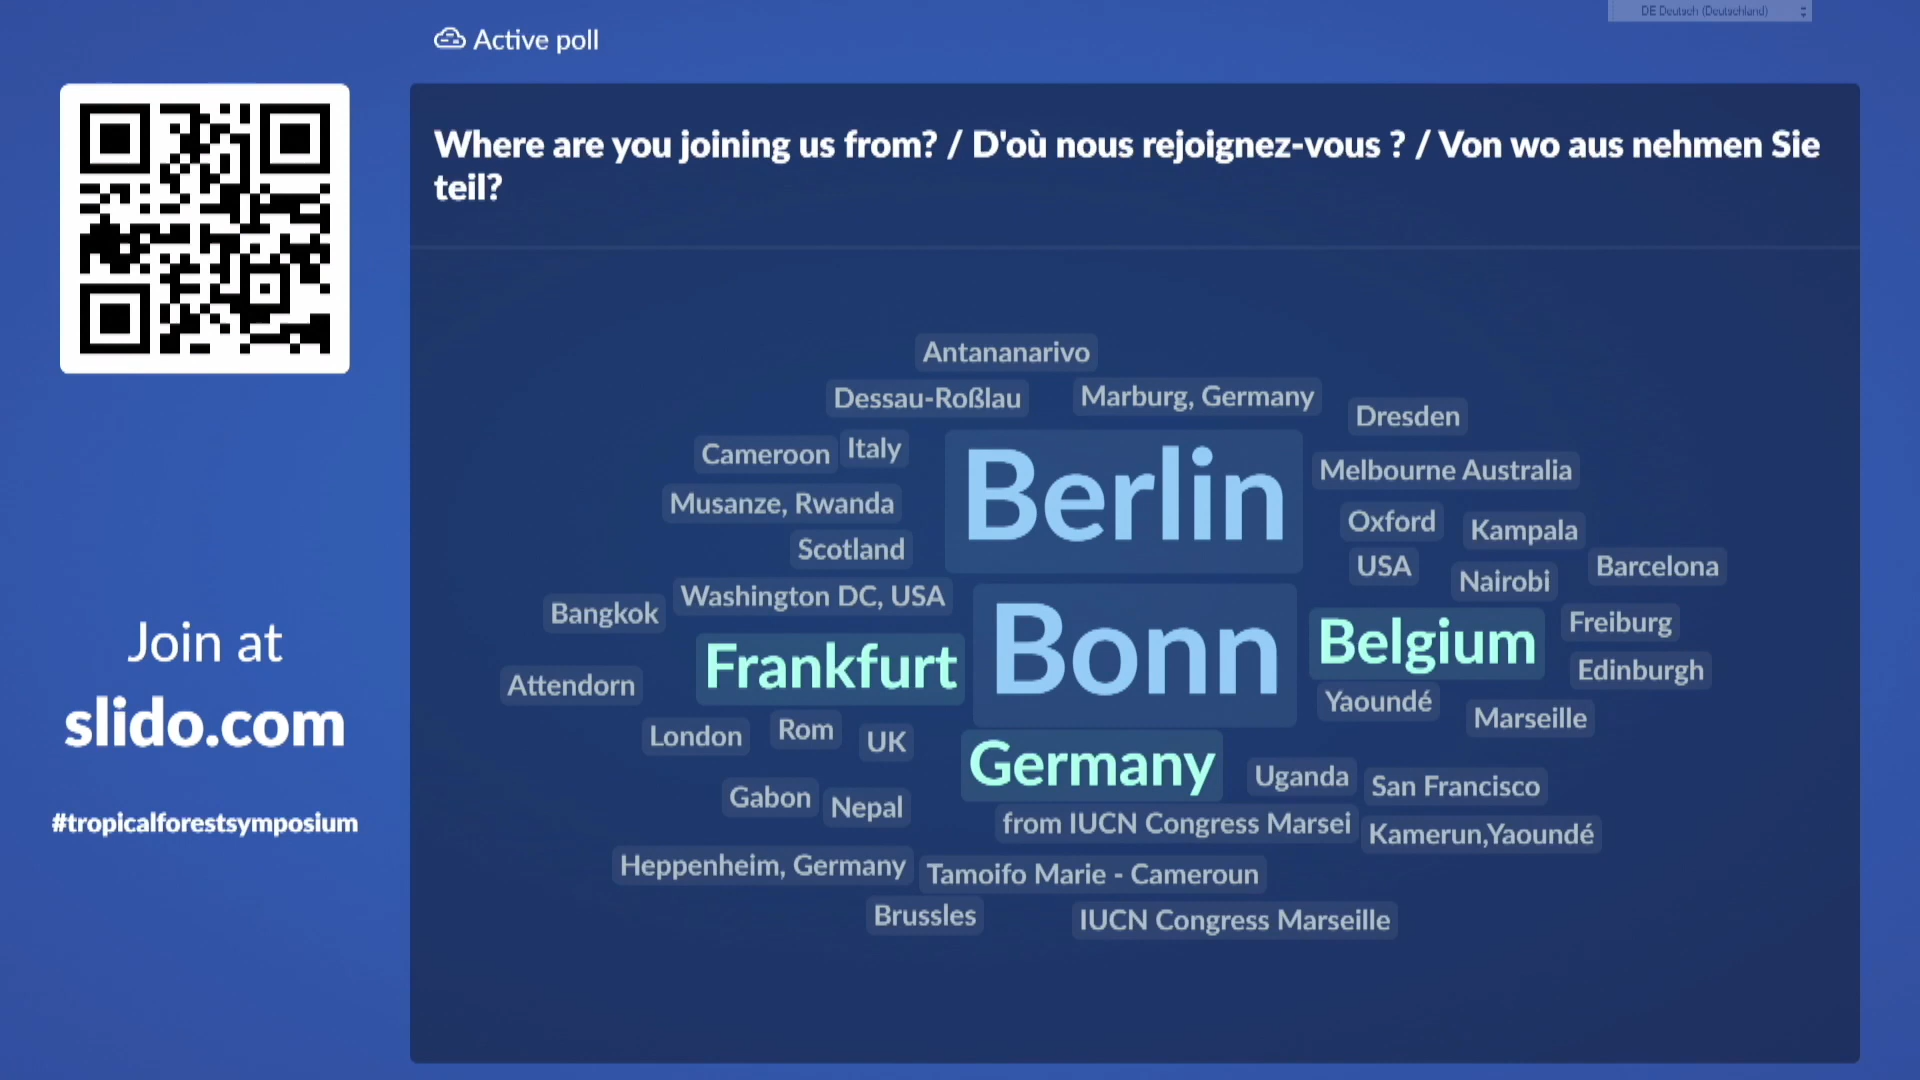 DE Deutsch (Deutschland)
Active poll
Where are you joining us from? / D'où nous rejoignez-vous ? / Von wo aus nehmen Sie
teil?
Antananarivo
Dessau-Roßlau
Marburg, Germany
Dresden
Cameroon
Italy
Berlin
Melbourne Australia
Musanze, Rwanda
Oxford
Kampala
Scotland
USA
Nairobi
Barcelona
Washington DC, USA
Bangkok
Bonn
Belgium
Freiburg
Frankfurt
Edinburgh
Attendorn
Yaoundé
Marseille
London
Rom
UK
Germany
Uganda
San Francisco
Gabon
Nepal
from IUCN Congress Marsei
Kamerun,Yaoundé
Heppenheim, Germany
Tamoifo Marie - Cameroun
Brussles
IUCN Congress Marseille
Join at
slido.com
#tropicalforestsymposium